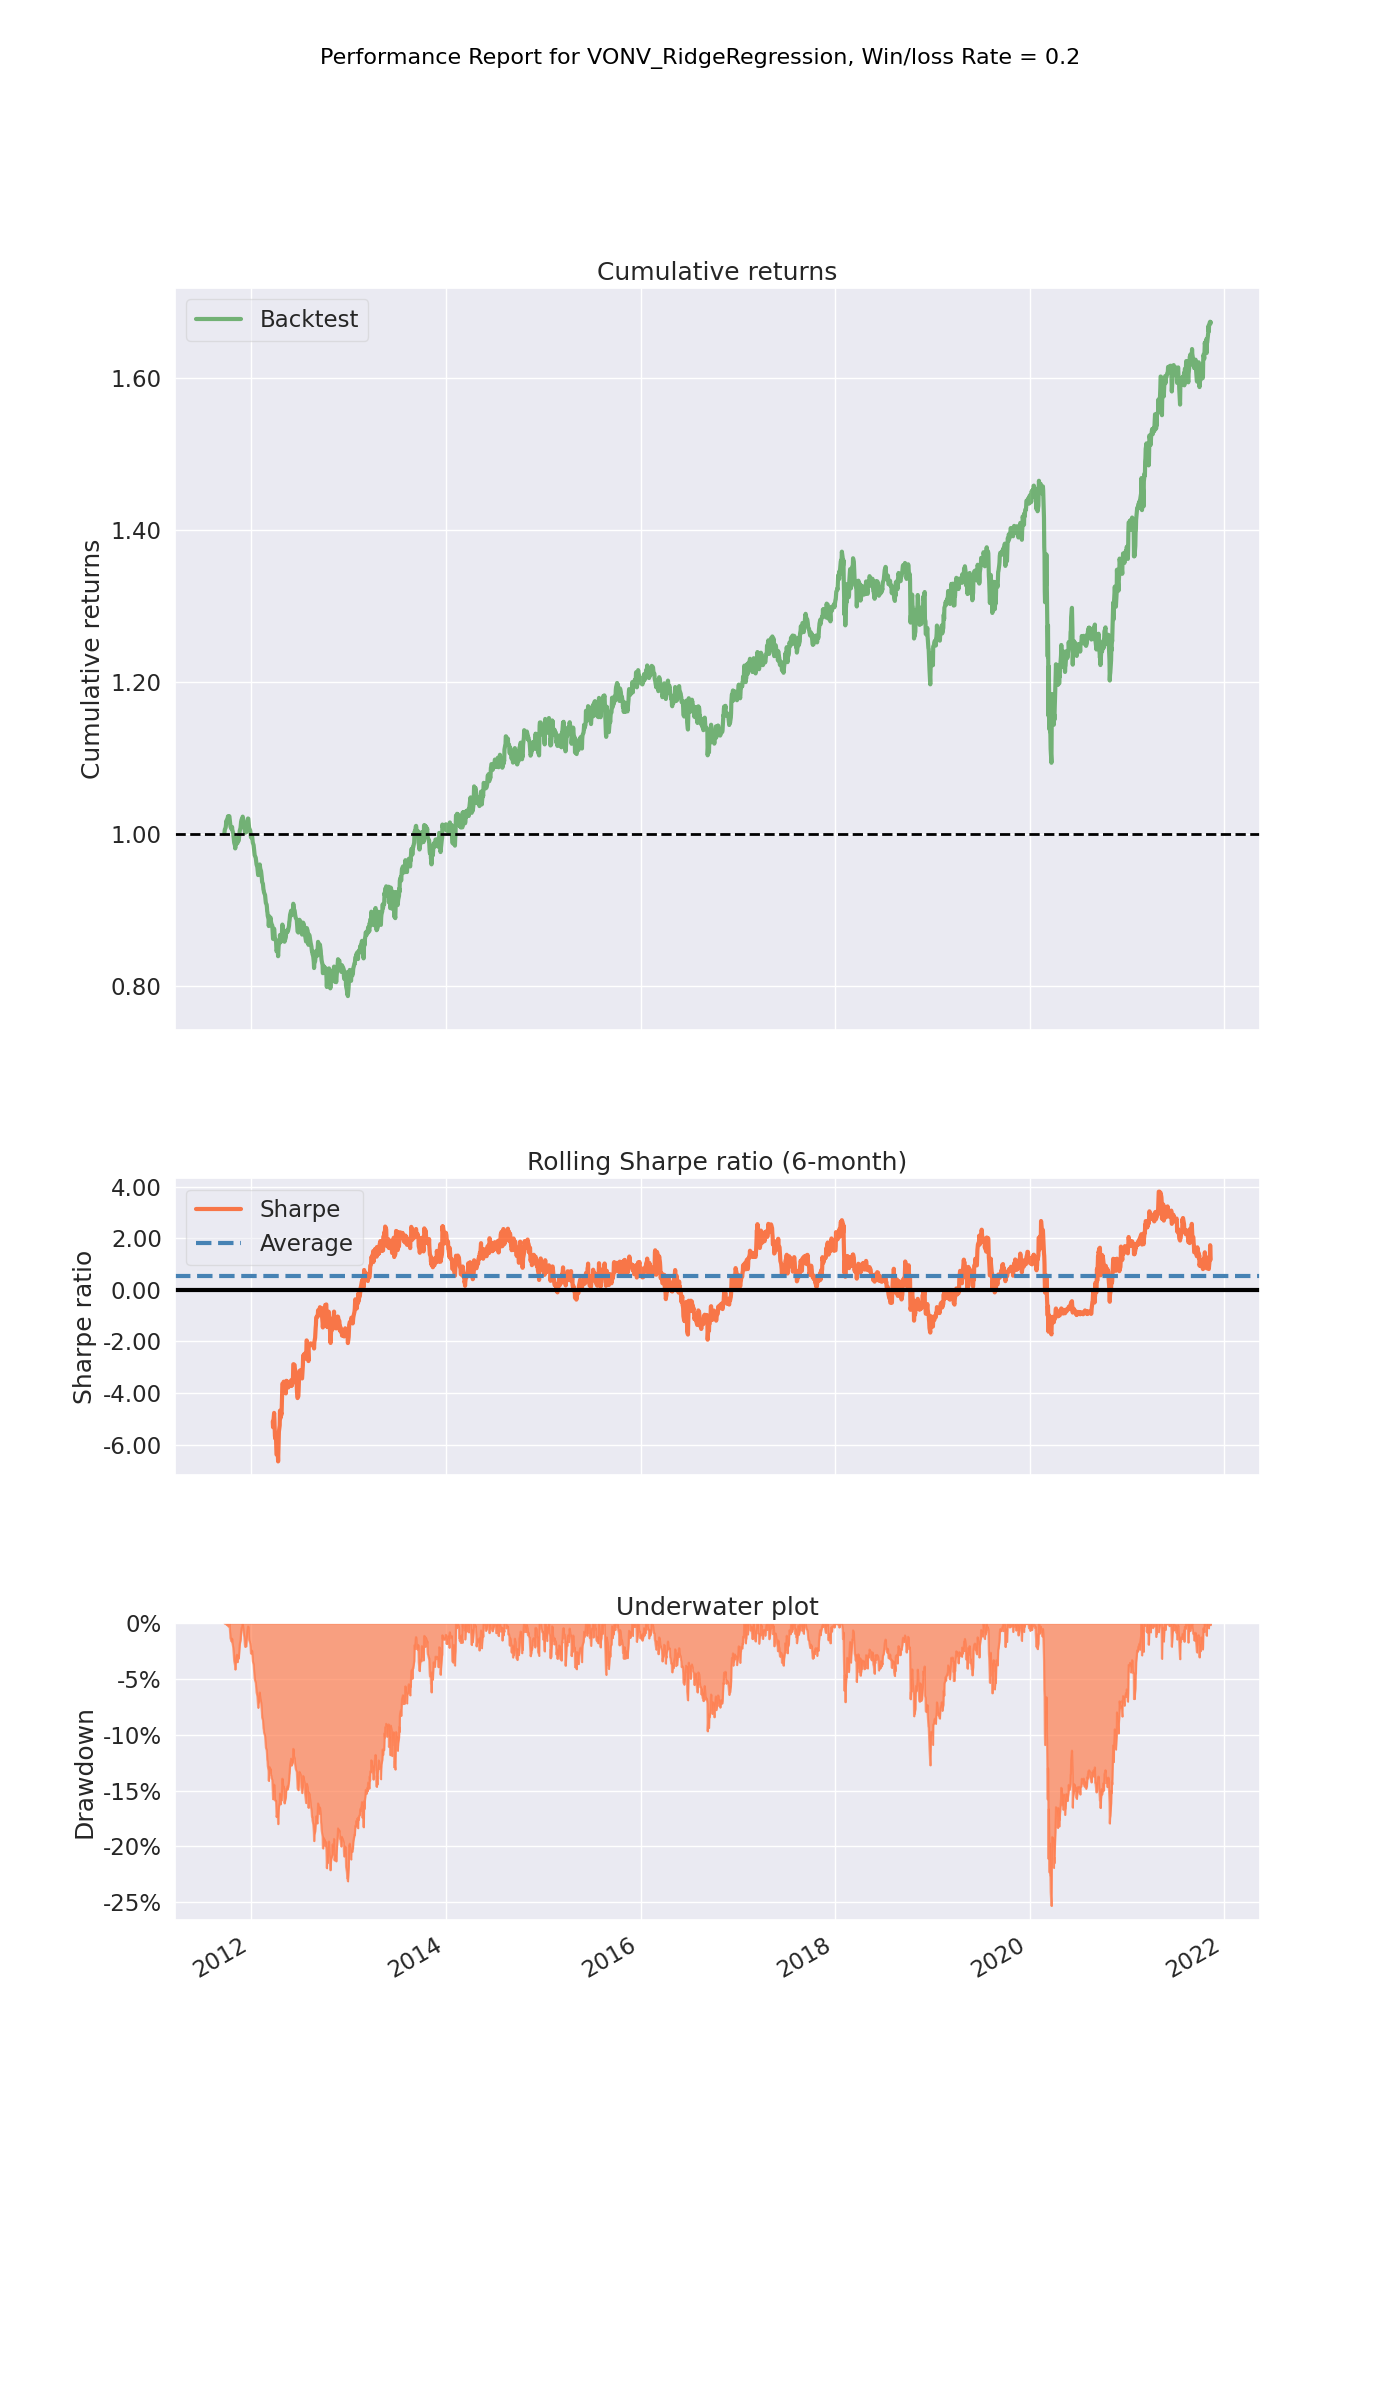 Performance Report for VONV_RidgeRegression, Win/loss Rate = 0.2
Cumulative returns
Backtest
Cumulative returns
1.60
1.40
1.20
1.00
0.80
Rolling Sharpe ratio (6-month)
Sharpe
Average
Sharpe ratio
4.00
2.00
0.00
-2.00
-4.00
-6.00
Underwater plot
Drawdown
0%
-5%
-10%
-15%
-20%
-25%
2012
2014
2016
2018
2020
2022